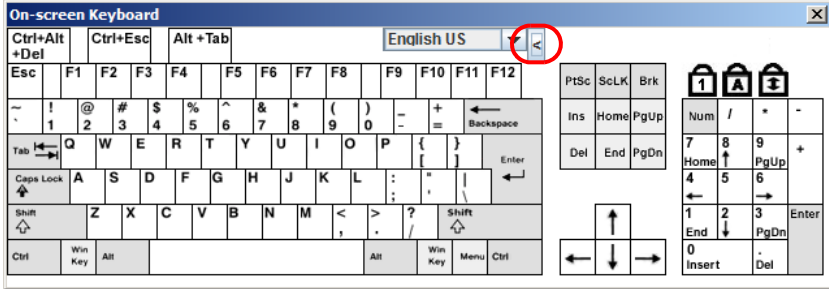 On-screen Keyboard X
Ctrl+Alt Ctrl+Esc Alt +Tab English US <
+Del
Esc F1 F2 F3 F4 F5 F6 F7 F8 F9 F10 F11 F12
PtSc ScLK Brk 1 A
~ ! @ # $ % ^ & * ( ) _ +
` 1 2 3 4 5 6 7 8 9 0 - = Backspace
Ins Home PgUp Num / * -
Tab Q W E R T Y U I O P { }
[ ] Enter
Del End PgDn 7 8 9 +
Home PgUp
Caps Lock A S D F G H J K L : " |
; ' \
4 5 6
Shift Z X C V B N M < > ? Shift
, . /
1 2 3 Enter
End PgDn
Ctrl Win Key Alt Alt Win Key Menu Ctrl
0 .
Insert Del